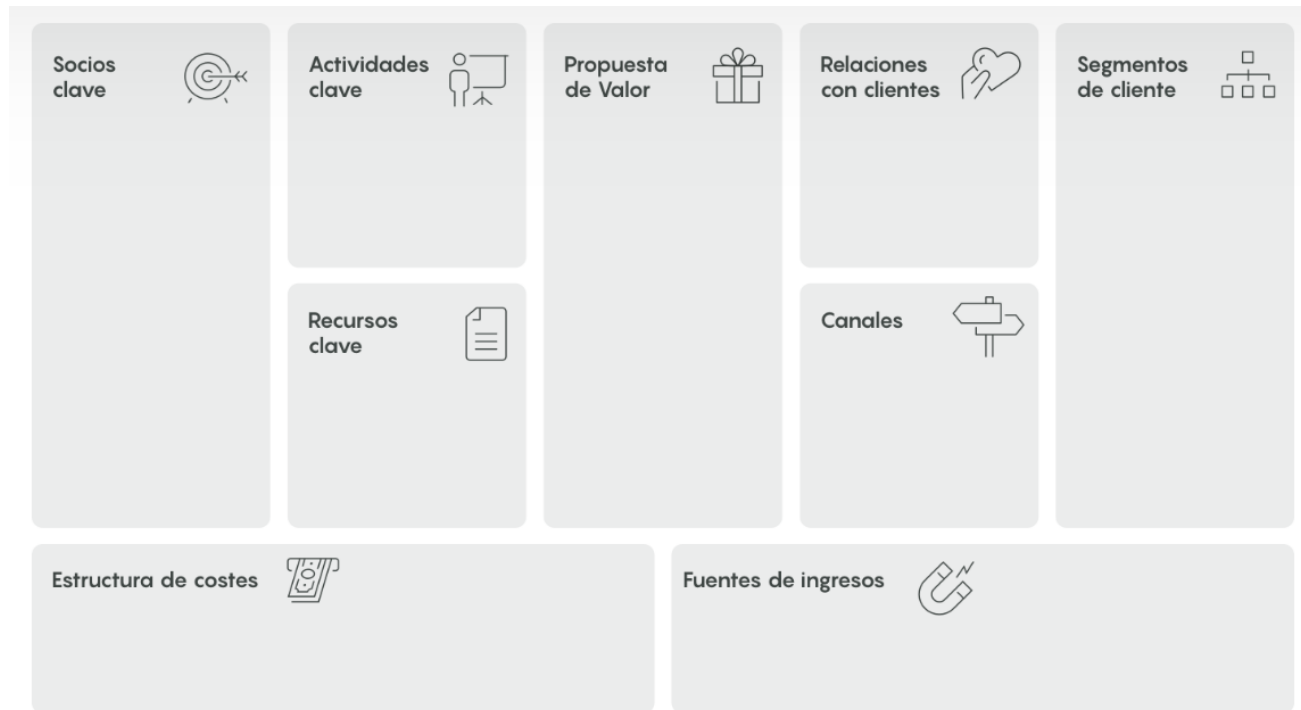 Socios
clave
Actividades
clave
Propuesta
de Valor
Relaciones
con clientes
Segmentos
de cliente
Recursos
clave
Canales
Estructura de costes
Fuentes de ingresos